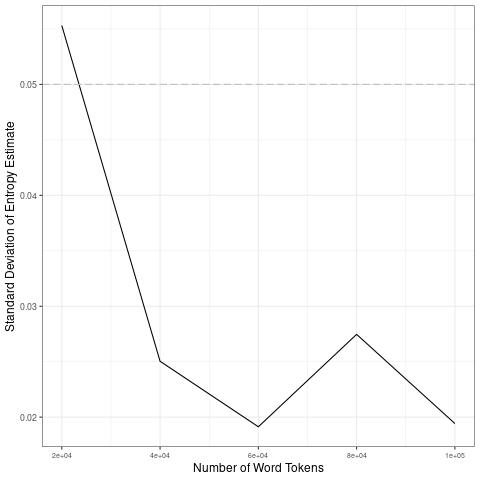 Standard Deviation of Entropy Estimate
0.05
0.04
0.03
0.02
2e+04 4e+04 6e+04 8e+04 1e+05
Number of Word Tokens